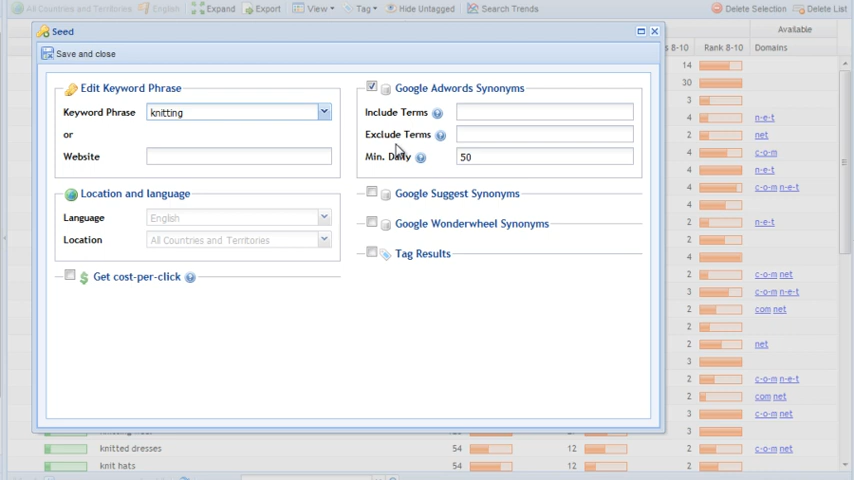 All Countries and Territories English Expand Export View Tag Hide Untagged Search Trends Delete Selection Delete List
Seed
Save and close
Edit Keyword Phrase
Keyword Phrase knitting
or
Website
Location and language
Language English
Location All Countries and Territories
Get cost-per-click
Google Adwords Synonyms
Include Terms
Exclude Terms
Min. Daily 50
Google Suggest Synonyms
Google Wonderwheel Synonyms
Tag Results
Available
s 8-10 Rank 8-10 Domains
14
30
3
4 n-e-t
2 net
4 c-o-m
4 n-e-t
4 c-o-m n-e-t
4
2 n-e-t
2
4
2 c-o-m net
3 c-o-m n-e-t
2 com net
2
2 net
3
2 c-o-m n-e-t
2 com net
3 c-o-m net
3
knitted dresses 54 12 2 c-o-m net
knit hats 54 12 2